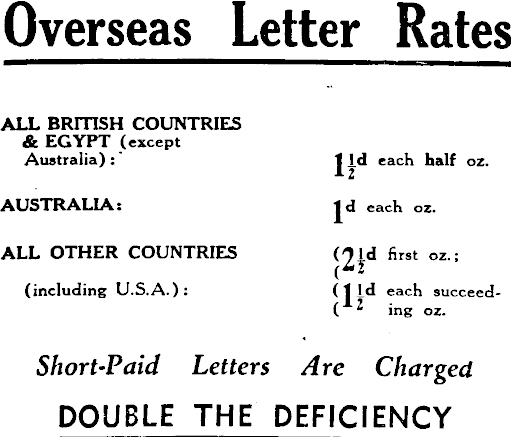 Overseas Letter Rates
ALL BRITISH COUNTRIES
& EGYPT (except
Australia): 1½d each half oz.
AUSTRALIA: 1d each oz.
ALL OTHER COUNTRIES (2½d first oz.;
(including U.S.A.): (1½d each succeed-
ing oz.
Short-Paid Letters Are Charged
DOUBLE THE DEFICIENCY